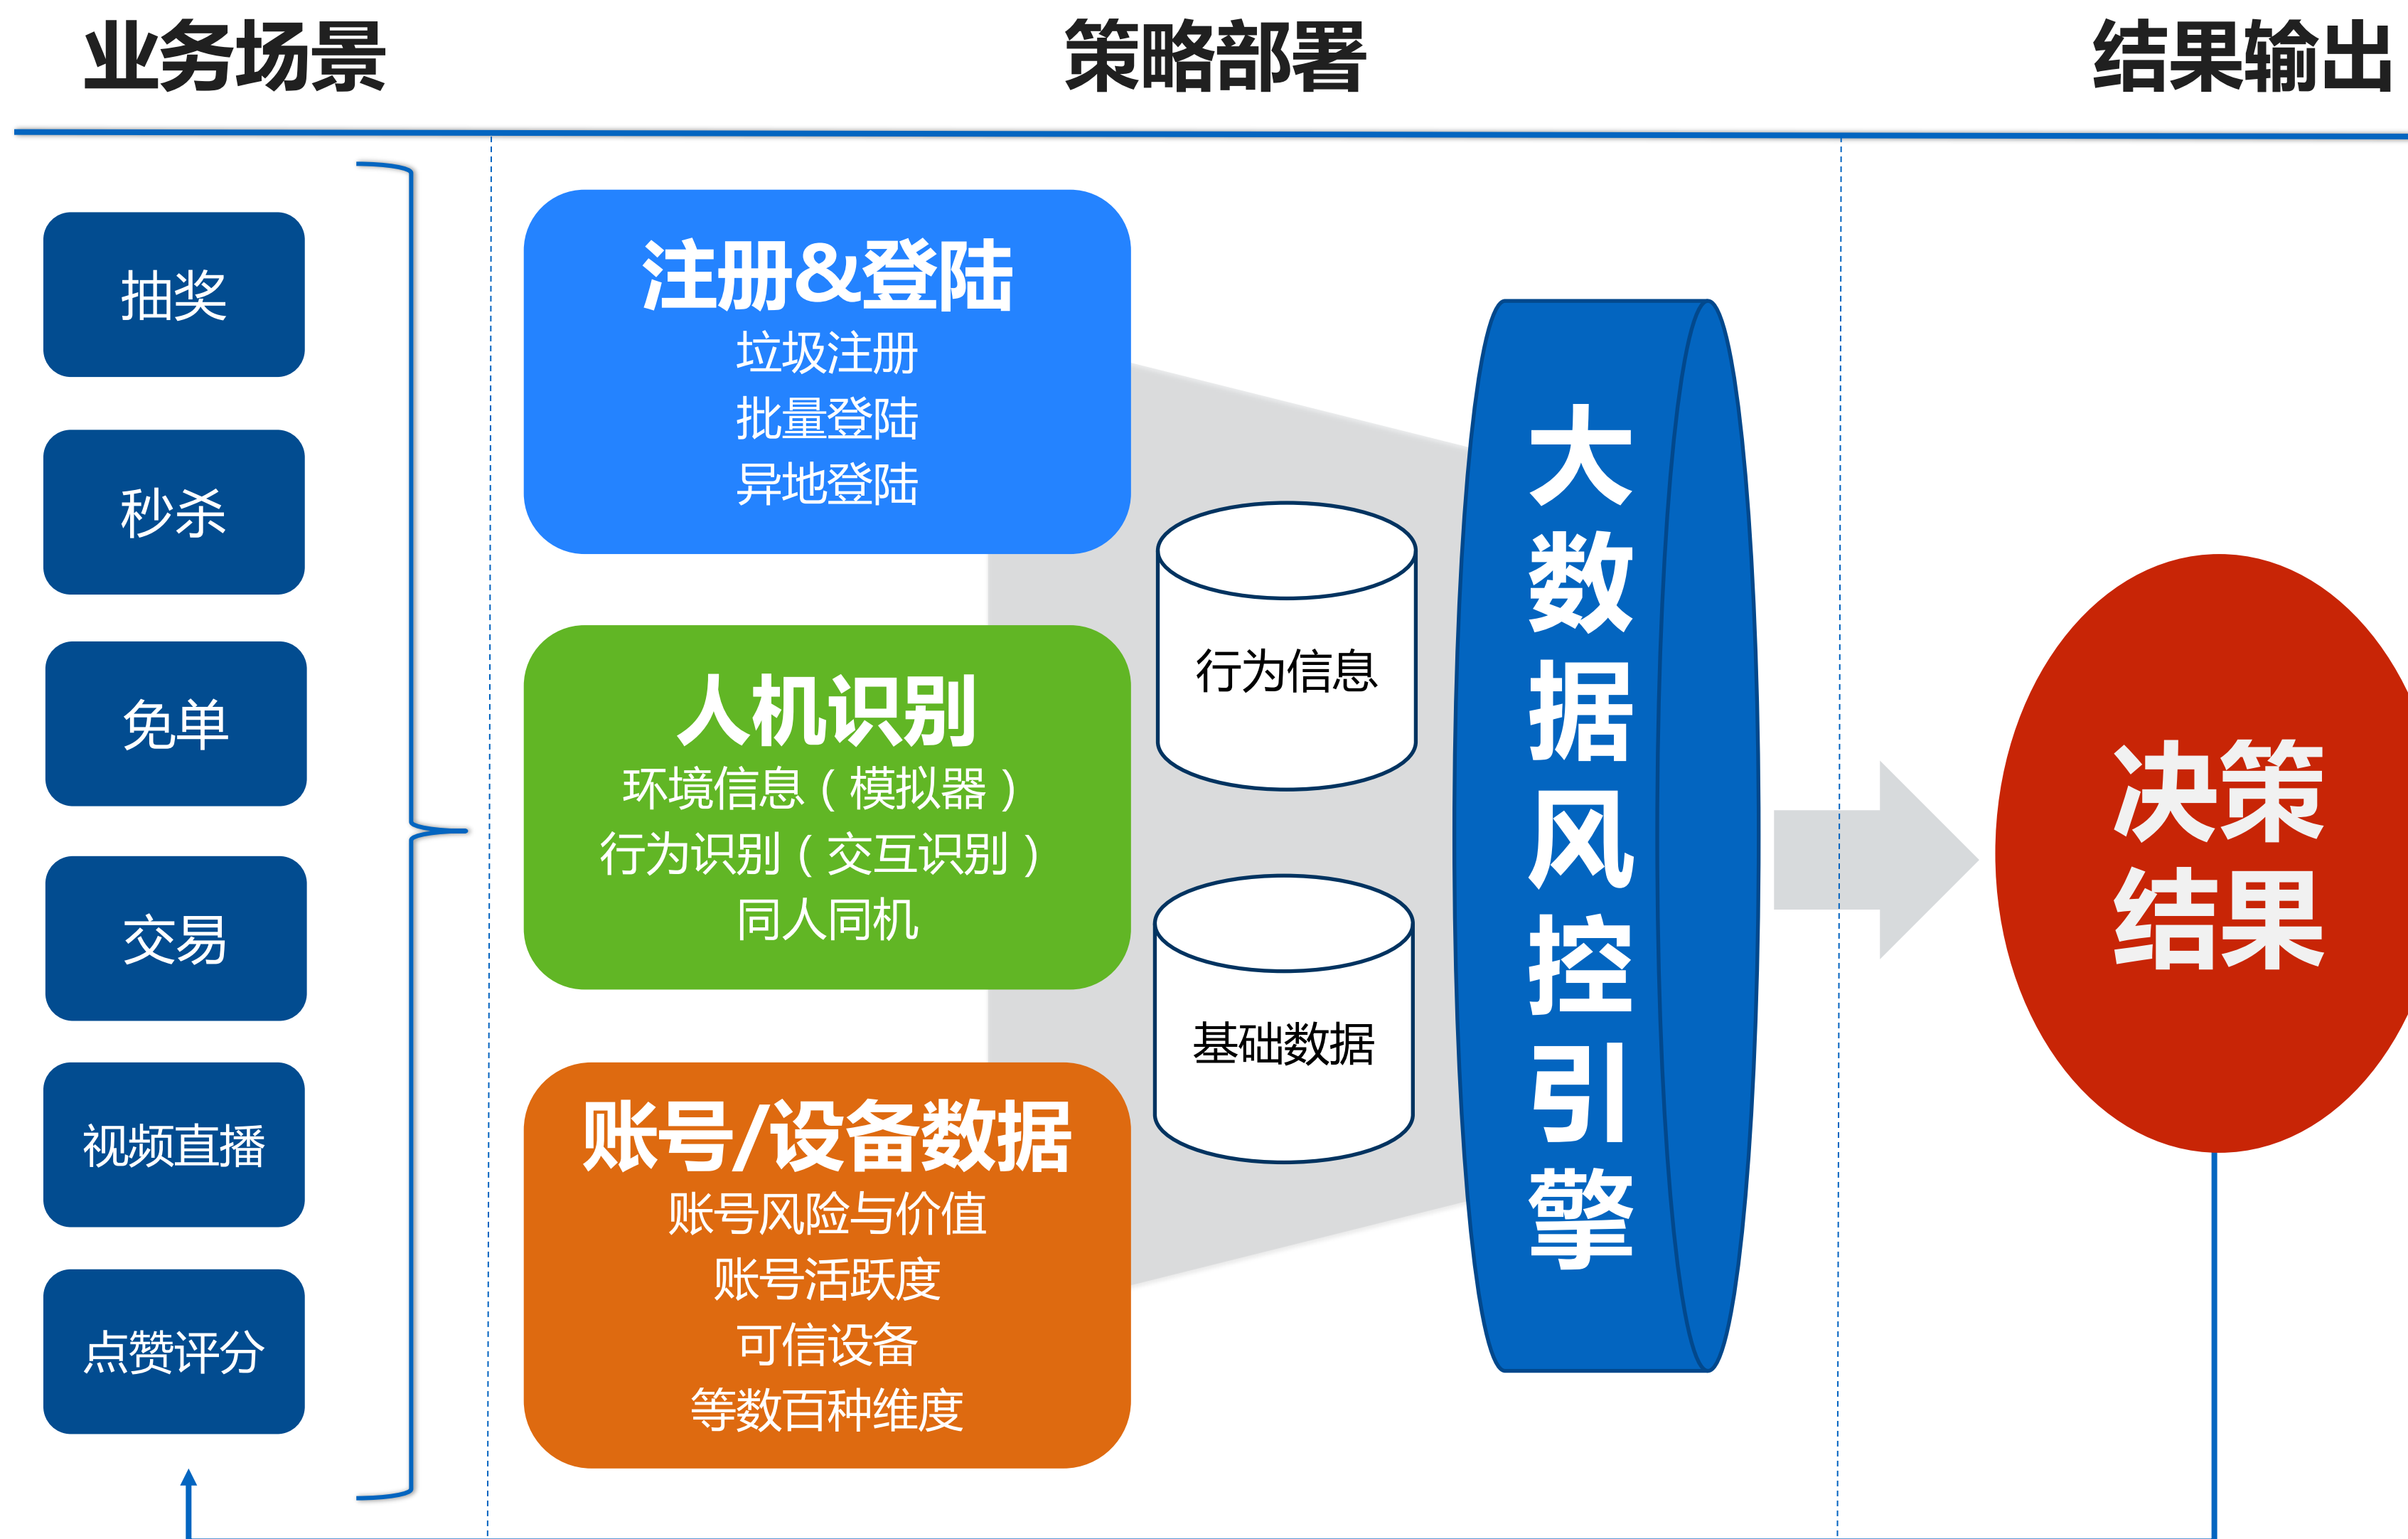 业务场景
策略部署
结果输出
抽奖
秒杀
免单
交易
视频直播
点赞评分
注册&登陆
垃圾注册
批量登陆
异地登陆
人机识别
环境信息（模拟器）
行为识别（交互识别）
同人同机
账号/设备数据
账号风险与价值
账号活跃度
可信设备
等数百种维度
行为信息
基础数据
大
数
据
风
控
引
擎
决策
结果